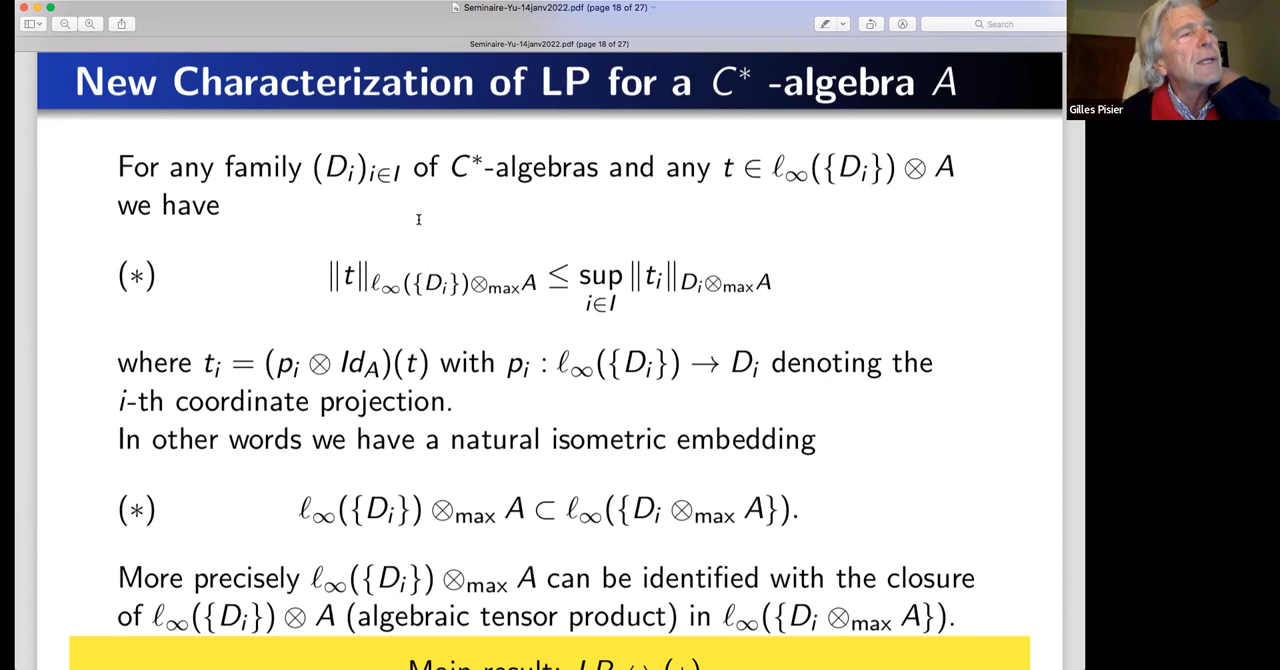 Seminaire-Yu-14janv2022.pdf (page 18 of 27)
Search
Seminaire-Yu-14janv2022.pdf (page 18 of 27)
New Characterization of LP for a C* -algebra A
Gilles Pisier
For any family (D_i)_{i∈I} of C*-algebras and any t ∈ ℓ_∞({D_i}) ⊗ A
we have
(∗) ‖t‖_{ℓ_∞({D_i})⊗_max A} ≤ sup_{i∈I} ‖t_i‖_{D_i⊗_max A}
where t_i = (p_i ⊗ Id_A)(t) with p_i : ℓ_∞({D_i}) → D_i denoting the
i-th coordinate projection.
In other words we have a natural isometric embedding
(∗) ℓ_∞({D_i}) ⊗_max A ⊂ ℓ_∞({D_i ⊗_max A}).
More precisely ℓ_∞({D_i}) ⊗_max A can be identified with the closure
of ℓ_∞({D_i}) ⊗ A (algebraic tensor product) in ℓ_∞({D_i ⊗_max A}).
Main result: LP